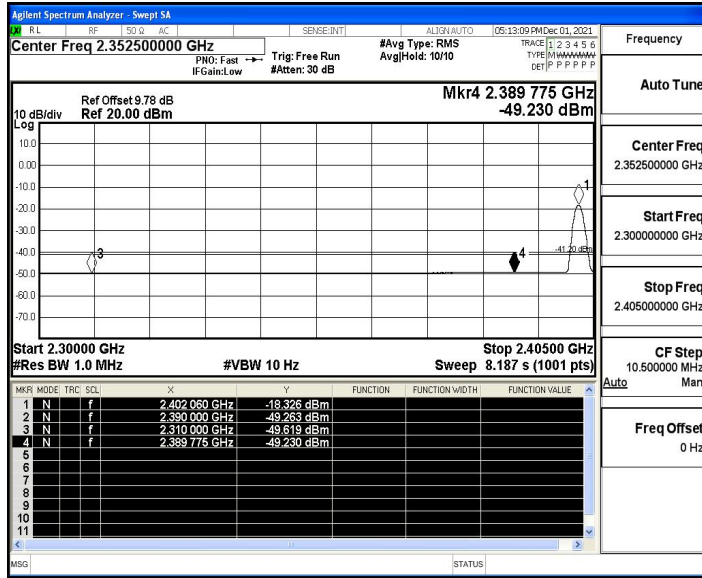 Agilent Spectrum Analyzer - Swept SA
RL RF 50 Ω AC SENSE:INT ALIGN AUTO 05:13:09 PM Dec 01, 2021
Center Freq 2.352500000 GHz
PNO: Fast
IFGain:Low
Trig: Free Run
#Atten: 30 dB
#Avg Type: RMS
Avg|Hold: 10/10
TRACE 1 2 3 4 5 6
TYPE M
DET P P P P P P
Ref Offset 9.78 dB
10 dB/div Ref 20.00 dBm
Log
Mkr4 2.389 775 GHz
-49.230 dBm
10.0
0.00
-10.0
1
-20.0
-30.0
-40.0
3
4
-41.20 dBm
-50.0
-60.0
-70.0
Start 2.30000 GHz Stop 2.40500 GHz
#Res BW 1.0 MHz #VBW 10 Hz Sweep 8.187 s (1001 pts)
MKR MODE TRC SCL X Y FUNCTION FUNCTION WIDTH FUNCTION VALUE
1 N f 2.402 060 GHz -18.326 dBm
2 N f 2.390 000 GHz -49.263 dBm
3 N f 2.310 000 GHz -49.619 dBm
4 N f 2.389 775 GHz -49.230 dBm
5
6
7
8
9
10
11
MSG STATUS
Frequency
Auto Tune
Center Freq
2.352500000 GHz
Start Freq
2.300000000 GHz
Stop Freq
2.405000000 GHz
CF Step
10.500000 MHz
Auto Man
Freq Offset
0 Hz